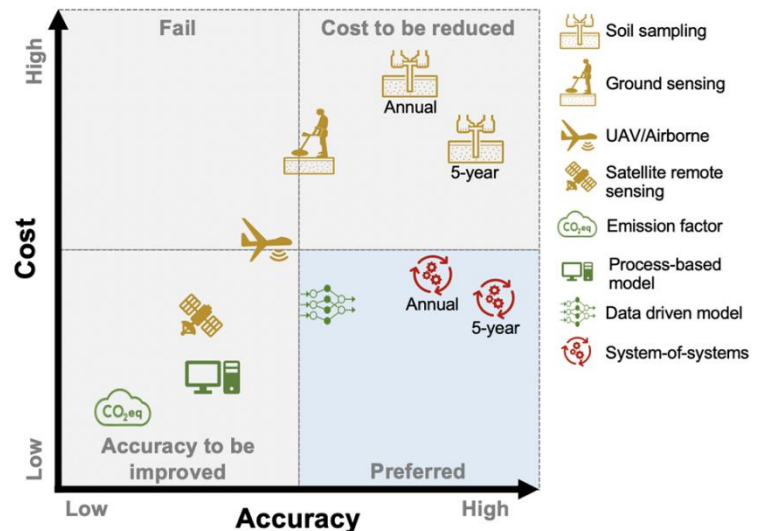 Fail
Cost to be reduced
High
Annual
5-year
Cost
Annual
5-year
CO2eq
Accuracy to be
improved
Preferred
Low
Low
Accuracy
High
Soil sampling
Ground sensing
UAV/Airborne
Satellite remote
sensing
CO2eq
Emission factor
Process-based
model
Data driven model
System-of-systems